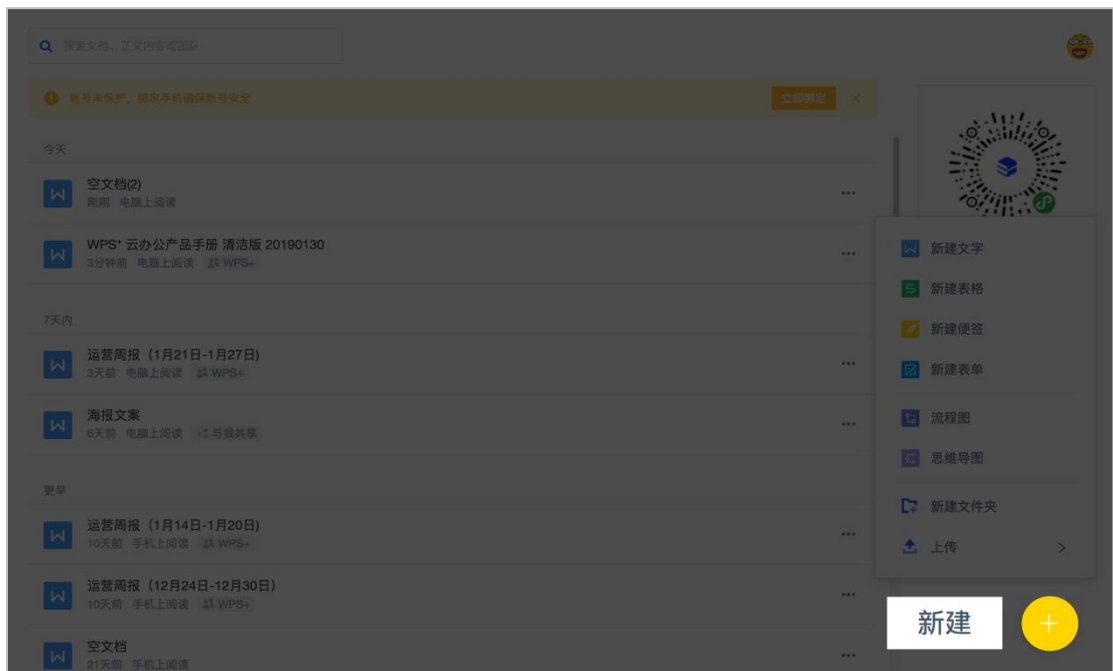 搜索文档、正文内容或团队
帐号未保护，绑定手机确保帐号安全
立即绑定
今天
空文档(2)
刚刚 电脑上阅读
WPS⁺ 云办公产品手册 清洁版 20190130
3分钟前 电脑上阅读 WPS+
7天内
运营周报（1月21日-1月27日)
3天前 电脑上阅读 WPS+
海报文案
6天前 电脑上阅读 与我共享
更早
运营周报（1月14日-1月20日)
10天前 手机上阅读 WPS+
运营周报（12月24日-12月30日）
10天前 手机上阅读 WPS+
空文档
21天前 手机上阅读
新建文字
新建表格
新建便签
新建表单
流程图
思维导图
新建文件夹
上传
新建